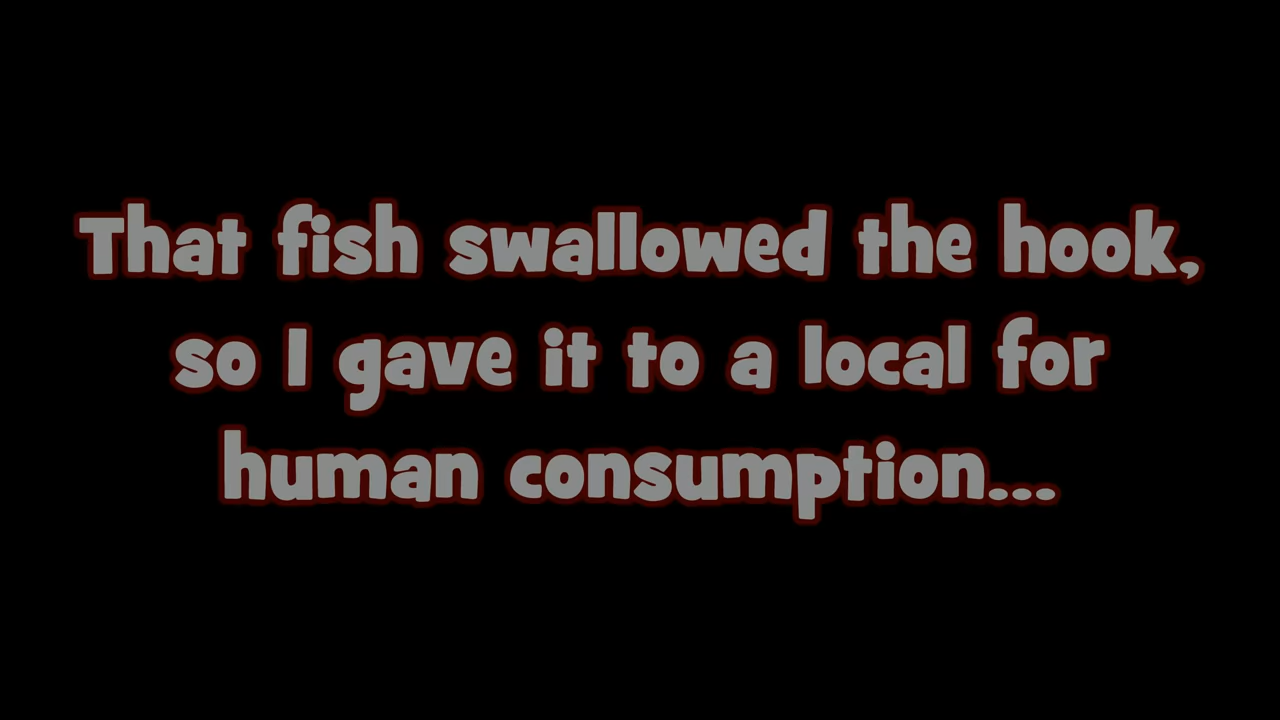 That fish swallowed the hook,
so I gave it to a local for
human consumption...